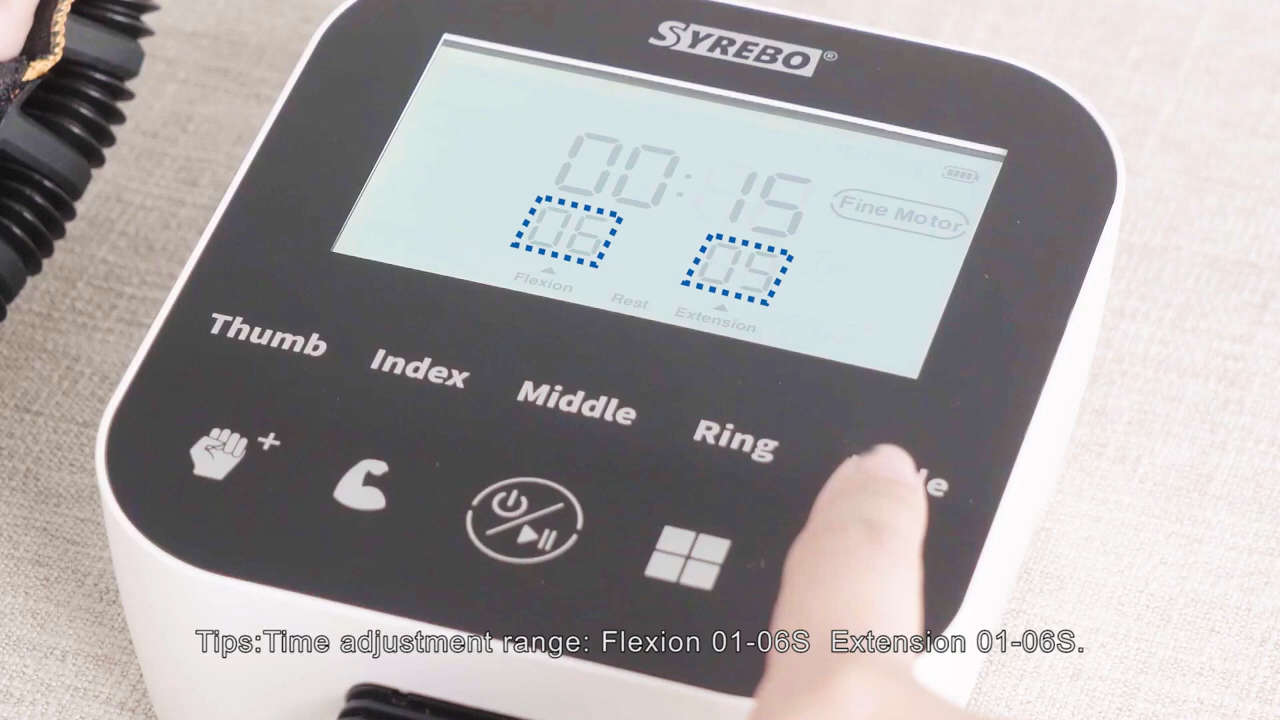 SYREBO®
00:15
Fine Motor
06
05
Flexion
Rest
Extension
Thumb
Index
Middle
Ring
Tips:Time adjustment range: Flexion 01-06S  Extension 01-06S.